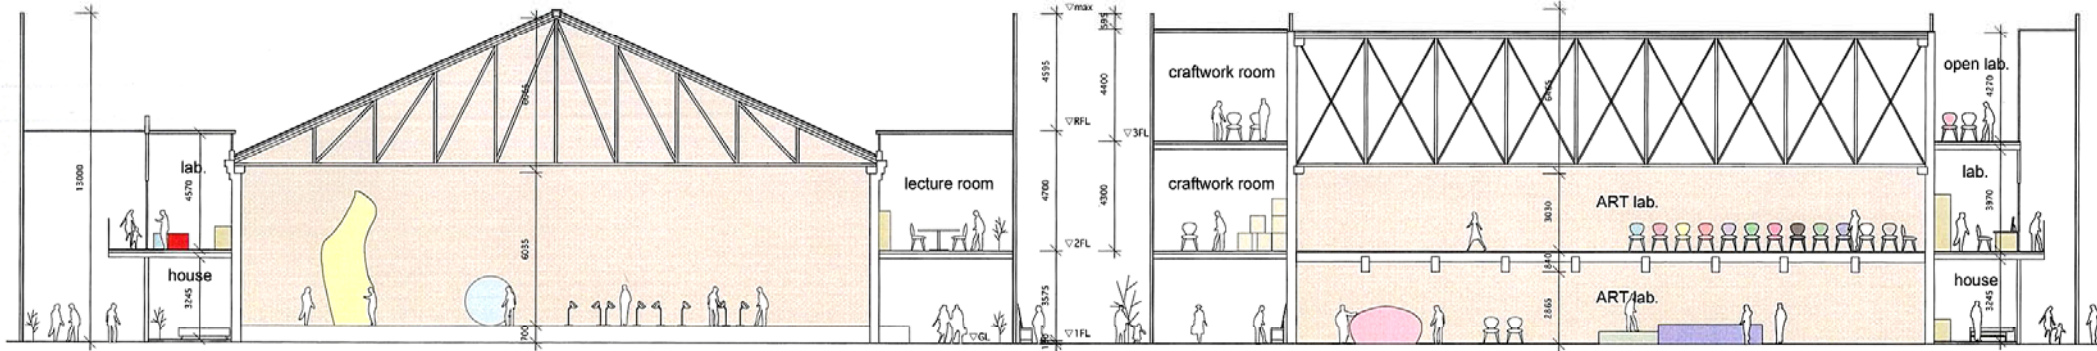 13000
lab.
4570
house
3245
6035
700
lecture room
▽max
▽RFL
▽2FL
▽1FL
▽GL
4595
4700
3575
595
4400
4300
▽3FL
craftwork room
craftwork room
6465
ART lab.
3030
840
ART lab.
2865
open lab.
4270
lab.
3970
house
3245